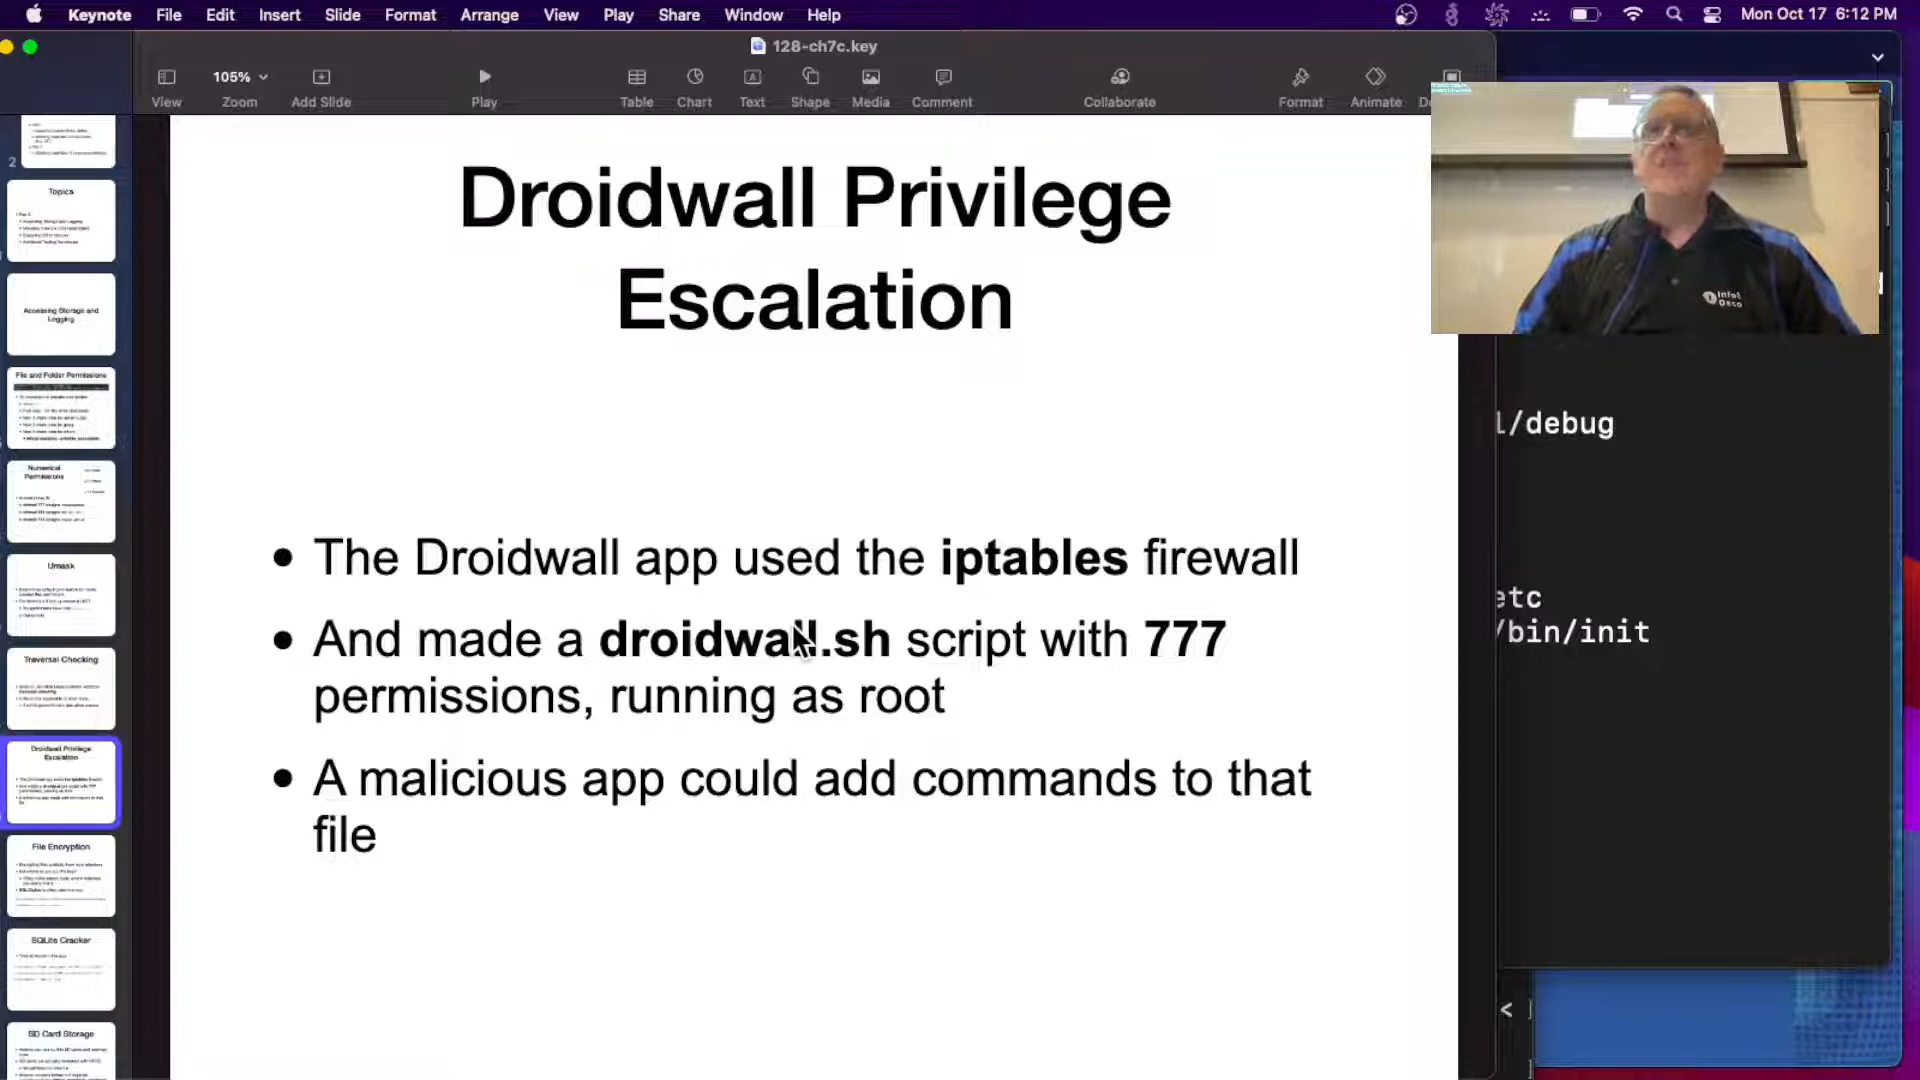 Keynote File Edit Insert Slide Format Arrange View Play Share Window Help
Mon Oct 17 6:12 PM
128-ch7c.key
105%
View Zoom Add Slide Play Table Chart Text Shape Media Comment Collaborate Format Animate
2
Topics
Accessing Storage and
Logging
File and Folder Permissions
Numerical
Permissions
Umask
Traversal Checking
Droidwall Privilege
Escalation
File Encryption
SQLite Cracker
SD Card Storage
Droidwall Privilege
Escalation
• The Droidwall app used the iptables firewall
• And made a droidwall.sh script with 777
permissions, running as root
• A malicious app could add commands to that
file
l/debug
etc
/bin/init
<